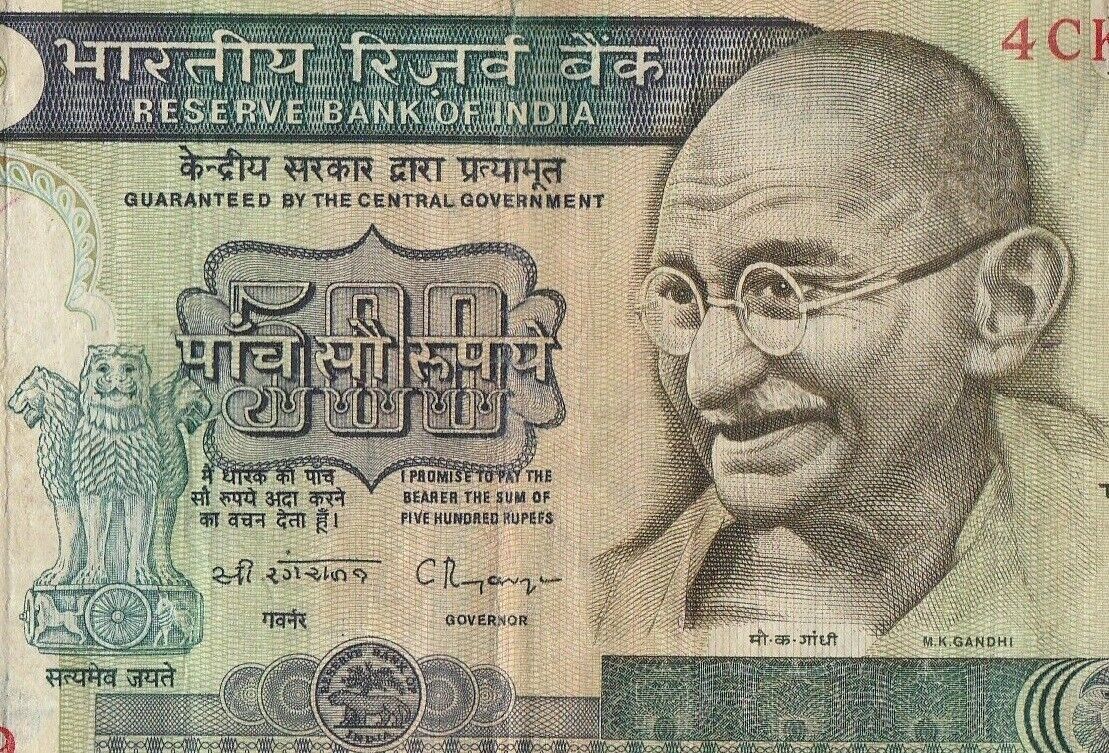 4CK
भारतीय रिज़र्व बैंक
RESERVE BANK OF INDIA
केन्द्रीय सरकार द्वारा प्रत्याभूत
GUARANTEED BY THE CENTRAL GOVERNMENT
500
पांच सौ रूपये
मैं धारक को पाँच
सौ रुपये अदा करने
का वचन देता हूँ।
I PROMISE TO PAY THE
BEARER THE SUM OF
FIVE HUNDRED RUPEES
श्री रंगराजन
C Rangarajan
गवर्नर
GOVERNOR
मो·क·गांधी
M.K.GANDHI
सत्यमेव जयते
RESERVE BANK OF
INDIA